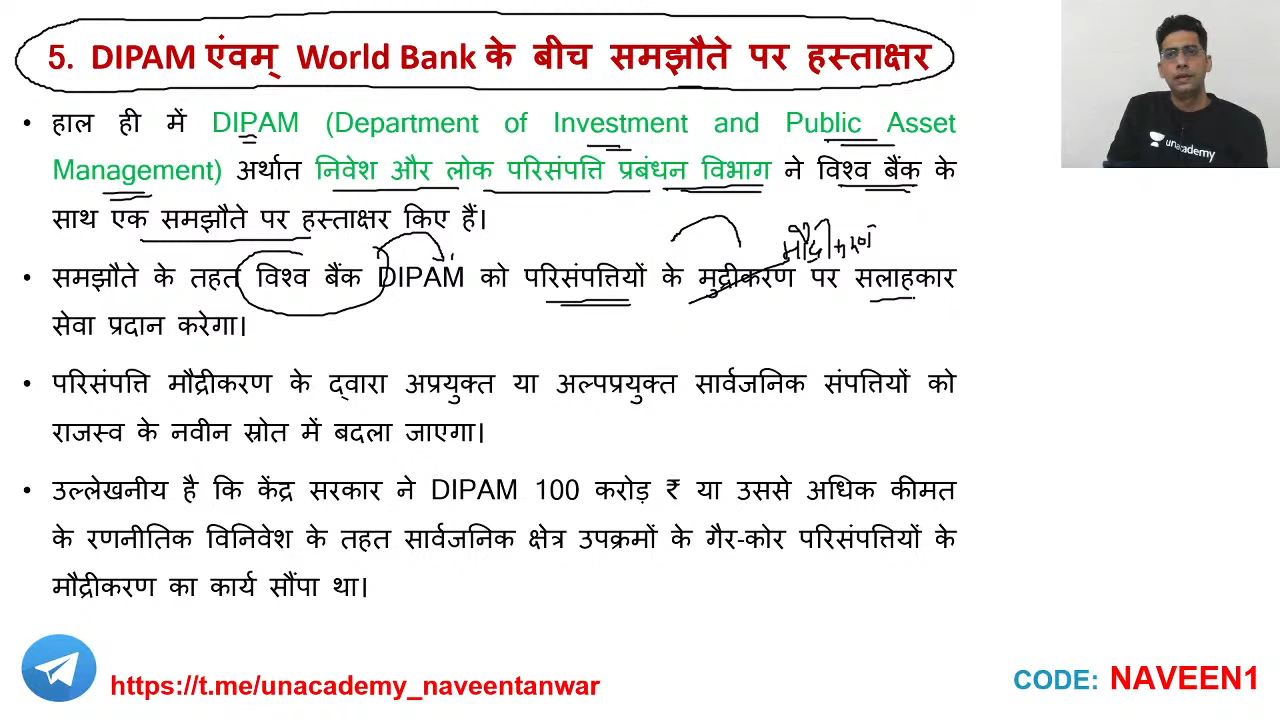 5. DIPAM एंवम् World Bank के बीच समझौते पर हस्ताक्षर
• हाल ही में DIPAM (Department of Investment and Public Asset
Management) अर्थात निवेश और लोक परिसंपत्ति प्रबंधन विभाग ने विश्व बैंक के
साथ एक समझौते पर हस्ताक्षर किए हैं।
मौद्रीकरण
• समझौते के तहत विश्व बैंक DIPAM को परिसंपत्तियों के मुद्रीकरण पर सलाहकार
सेवा प्रदान करेगा।
• परिसंपत्ति मौद्रीकरण के द्वारा अप्रयुक्त या अल्पप्रयुक्त सार्वजनिक संपत्तियों को
राजस्व के नवीन स्रोत में बदला जाएगा।
• उल्लेखनीय है कि केंद्र सरकार ने DIPAM 100 करोड़ ₹ या उससे अधिक कीमत
के रणनीतिक विनिवेश के तहत सार्वजनिक क्षेत्र उपक्रमों के गैर-कोर परिसंपत्तियों के
मौद्रीकरण का कार्य सौंपा था।
unacademy
https://t.me/unacademy_naveentanwar
CODE: NAVEEN1